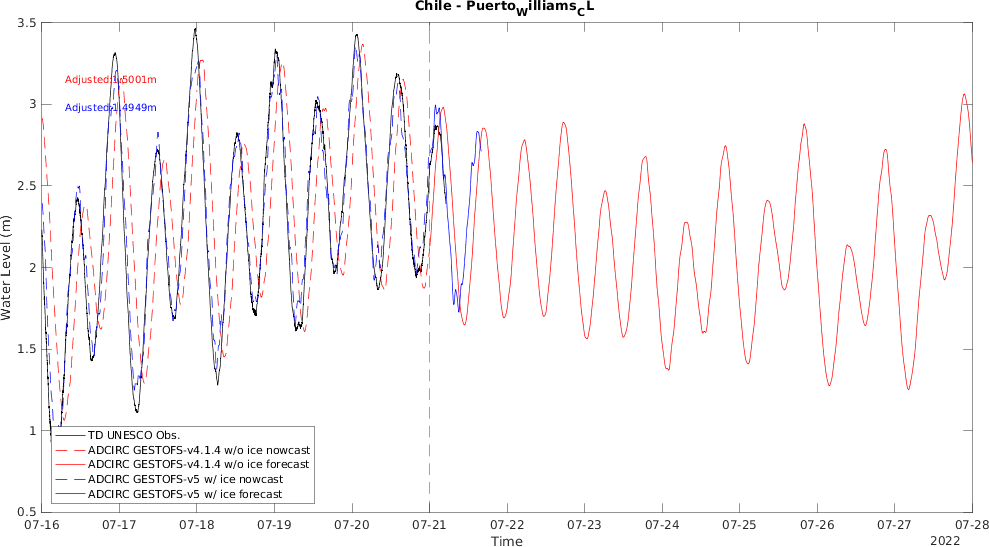 Chile - PuertoWilliamsCL
Water Level (m)
3.5
3
2.5
2
1.5
1
0.5
Adjusted:1.5001m
Adjusted:1.4949m
TD UNESCO Obs.
ADCIRC GESTOFS-v4.1.4 w/o ice nowcast
ADCIRC GESTOFS-v4.1.4 w/o ice forecast
ADCIRC GESTOFS-v5 w/ ice nowcast
ADCIRC GESTOFS-v5 w/ ice forecast
07-16 07-17 07-18 07-19 07-20 07-21 07-22 07-23 07-24 07-25 07-26 07-27 07-28
Time
2022